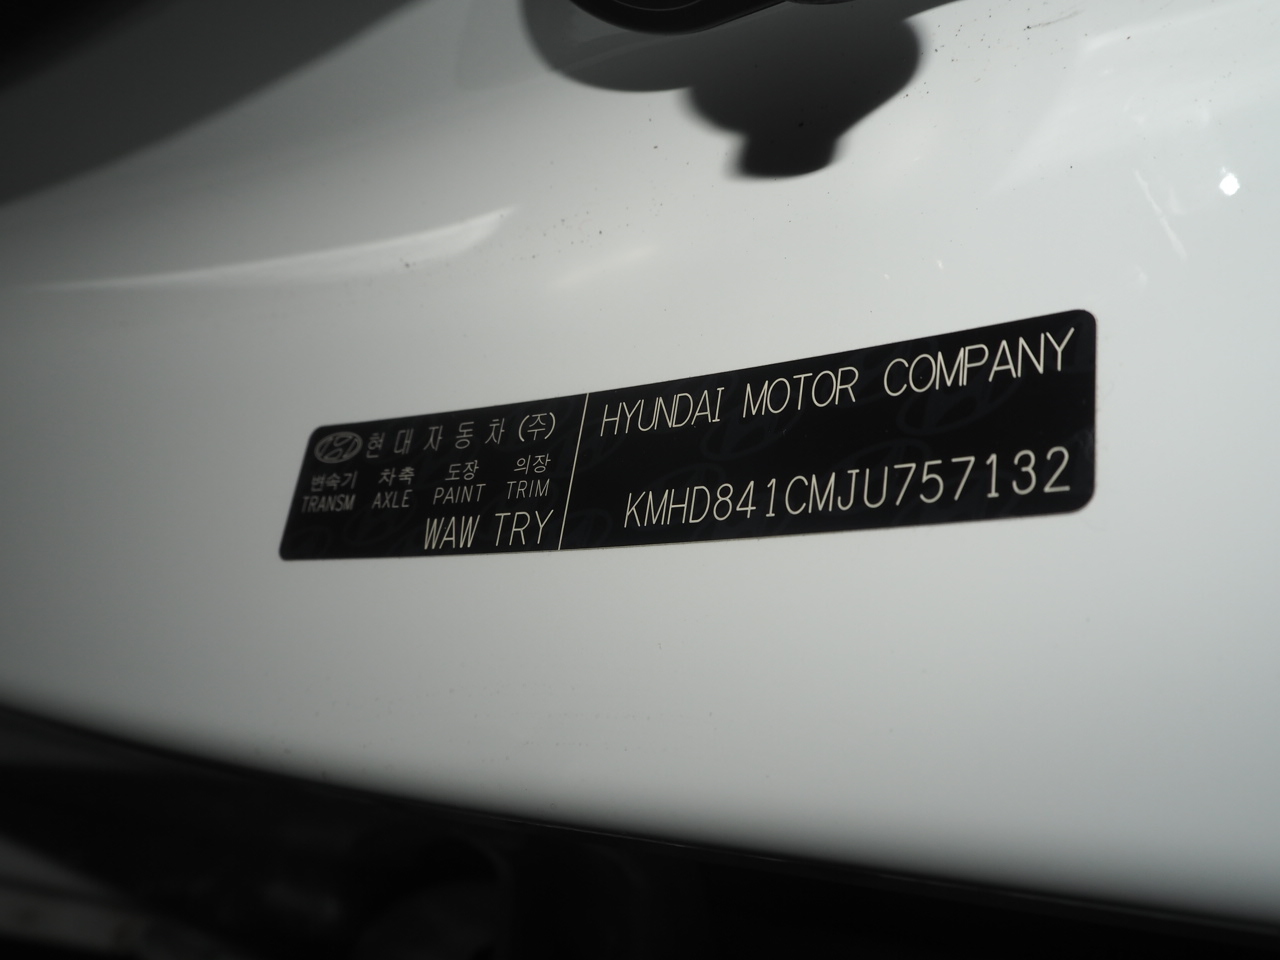 현대자동차(주)
변속기 차축 도장 의장
TRANSM AXLE PAINT TRIM
WAW TRY
HYUNDAI MOTOR COMPANY
KMHD841CMJU757132